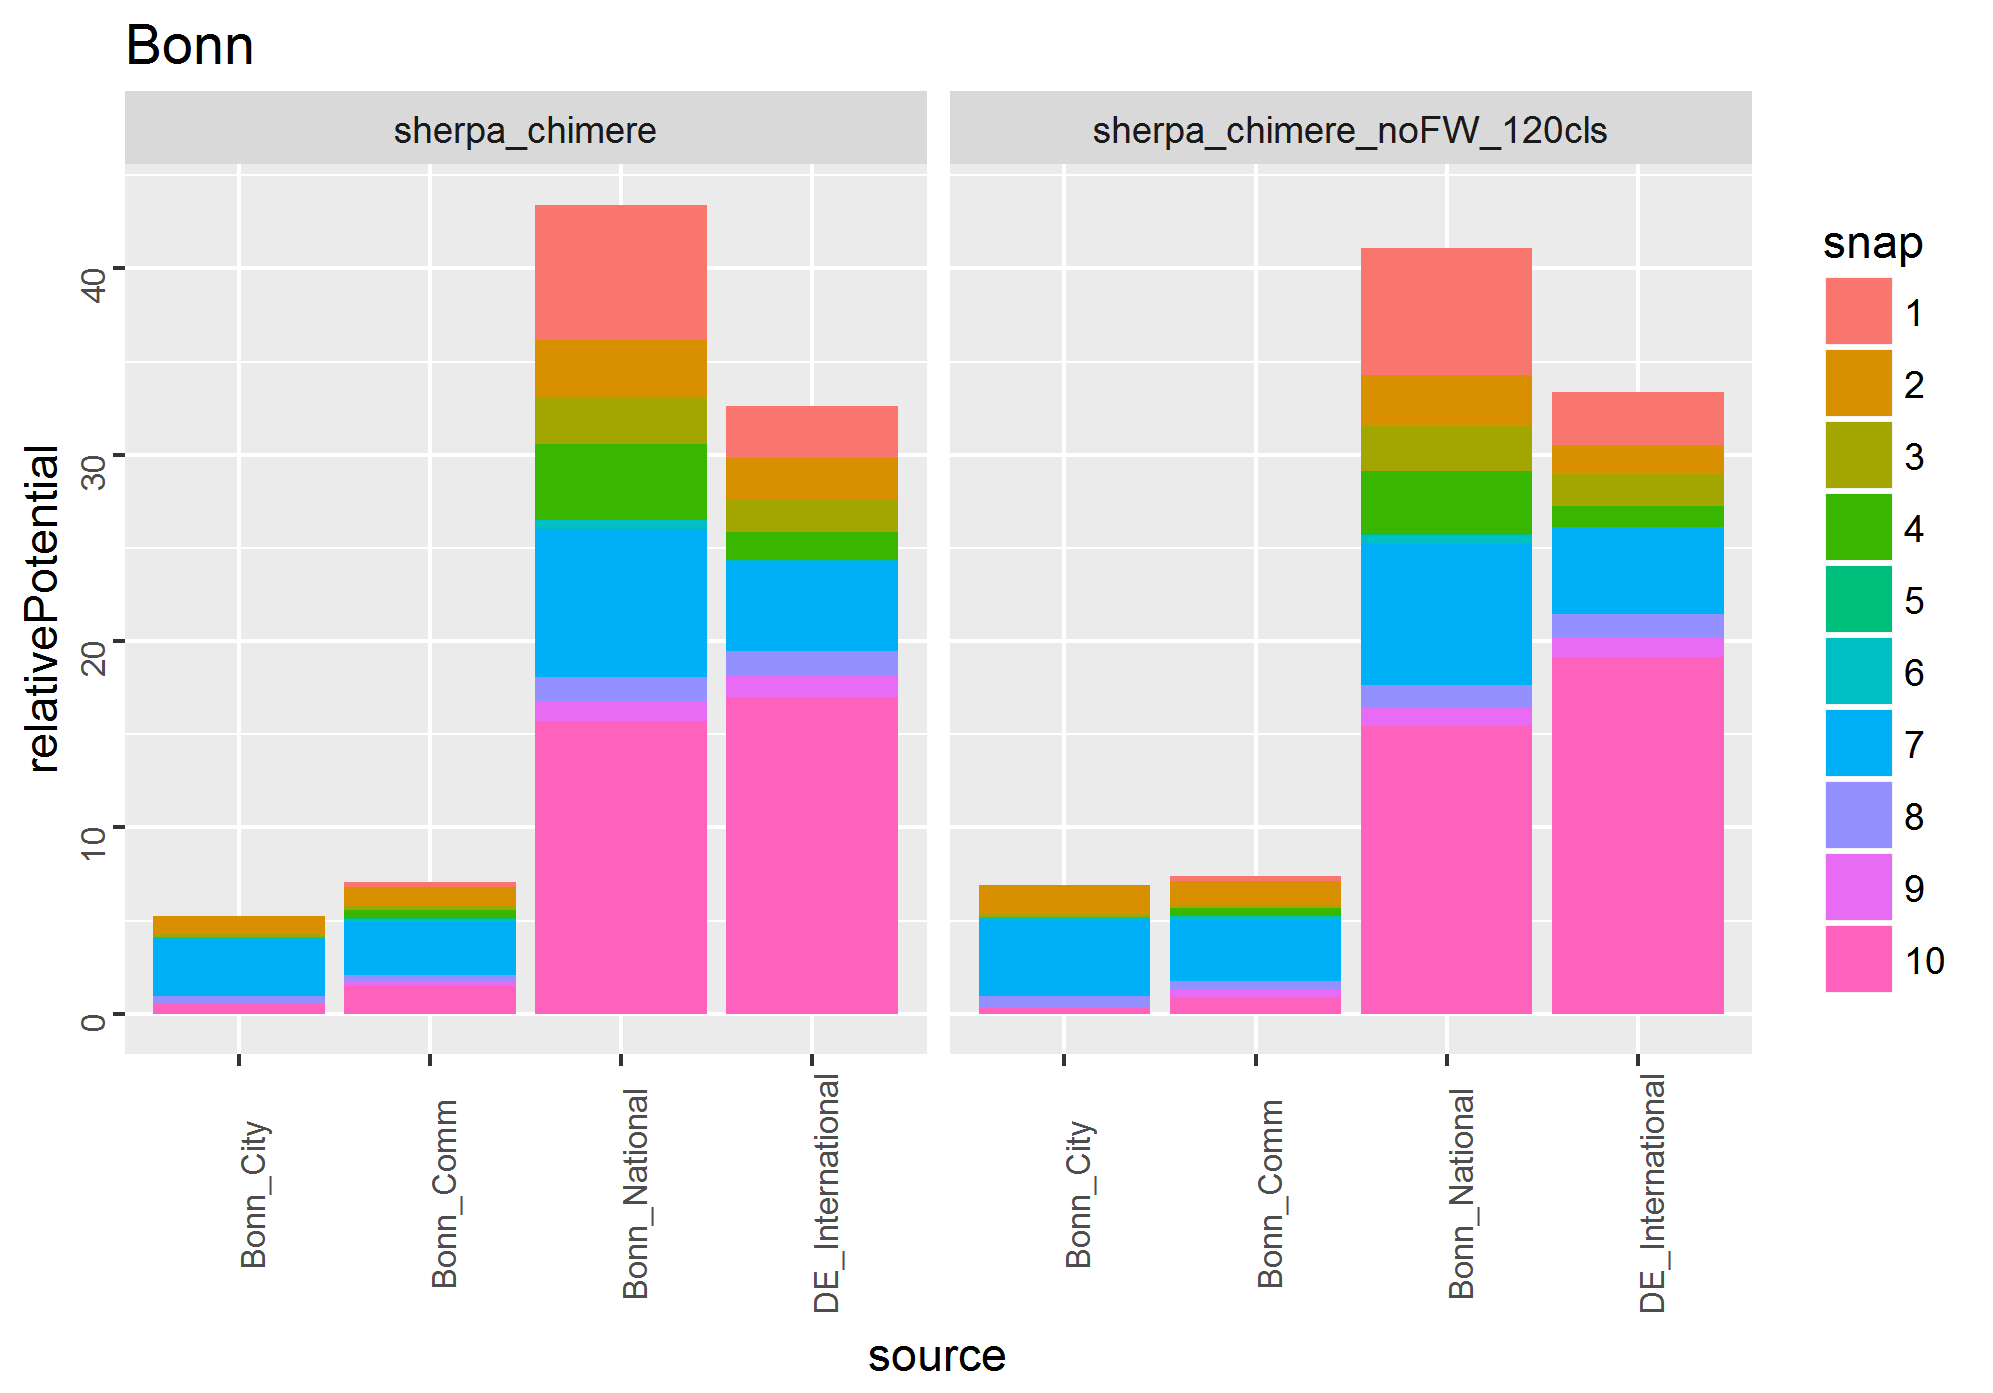 Bonn
sherpa_chimere
sherpa_chimere_noFW_120cls
relativePotential
40
30
20
10
0
Bonn_City
Bonn_Comm
Bonn_National
DE_International
Bonn_City
Bonn_Comm
Bonn_National
DE_International
source
snap
1
2
3
4
5
6
7
8
9
10